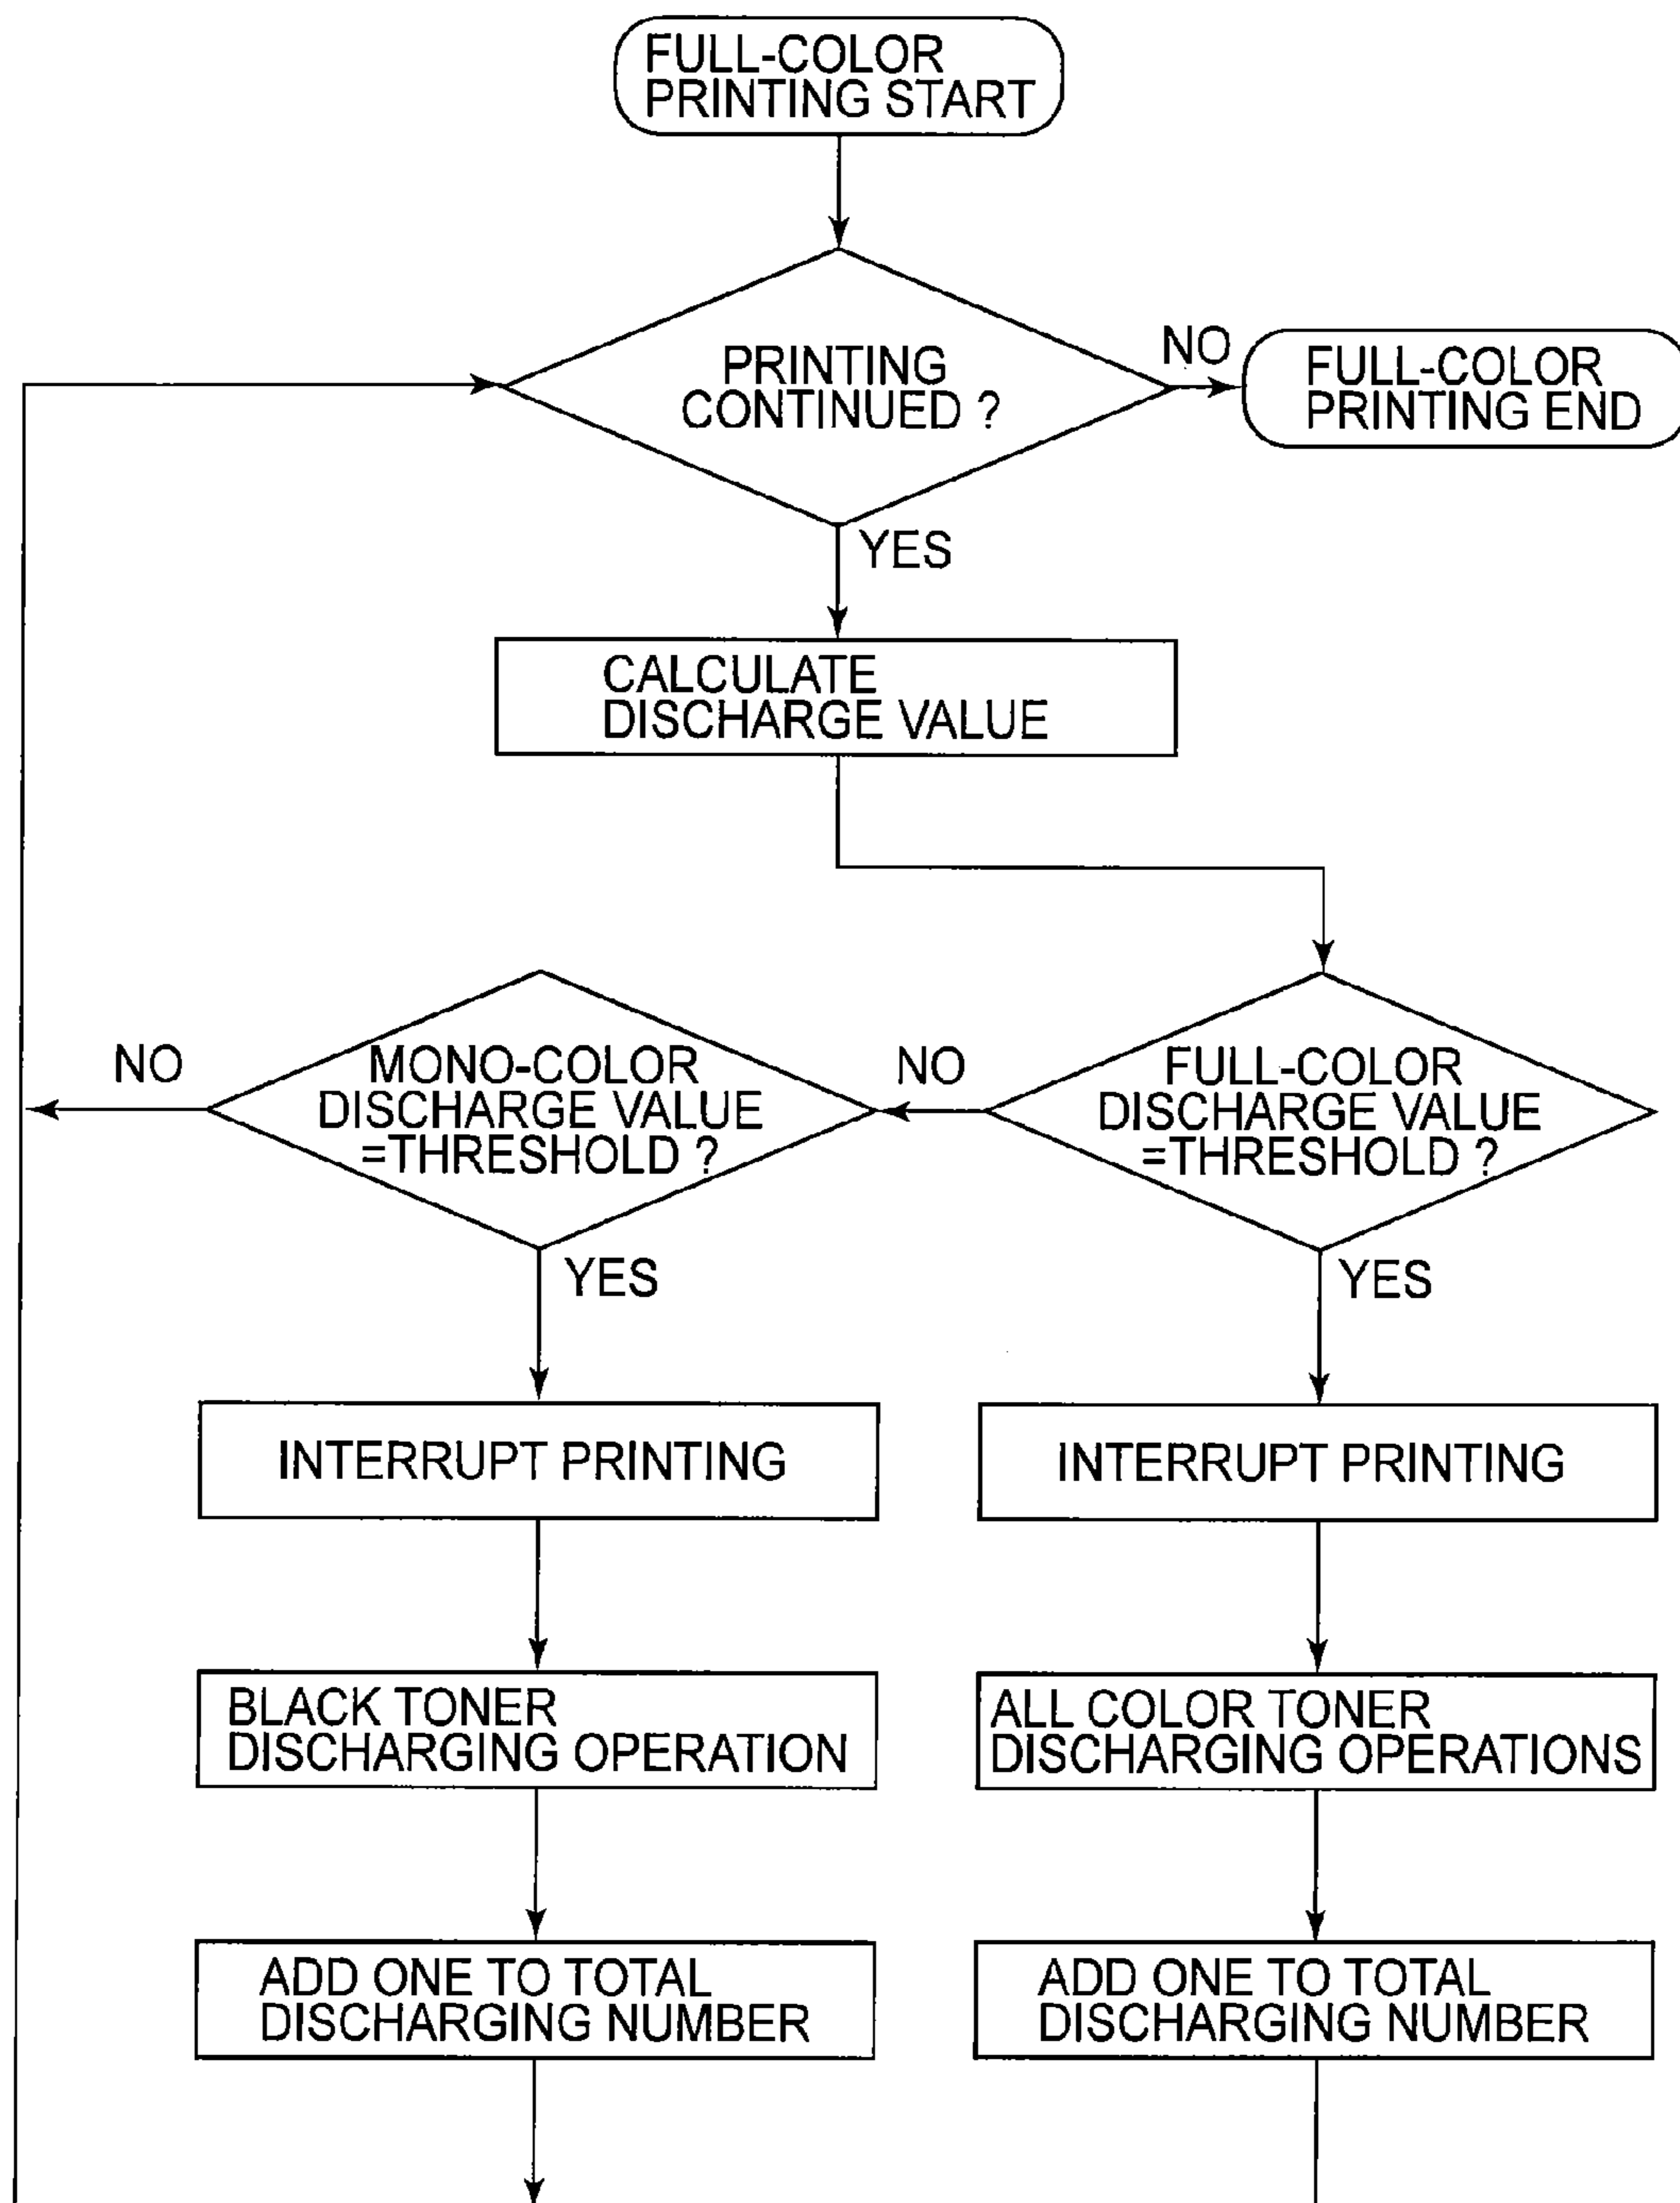 FULL-COLOR
PRINTING START
PRINTING
CONTINUED ?
NO
FULL-COLOR
PRINTING END
YES
CALCULATE
DISCHARGE VALUE
NO
MONO-COLOR
DISCHARGE VALUE
=THRESHOLD ?
NO
FULL-COLOR
DISCHARGE VALUE
=THRESHOLD ?
YES
YES
INTERRUPT PRINTING
INTERRUPT PRINTING
BLACK TONER
DISCHARGING OPERATION
ALL COLOR TONER
DISCHARGING OPERATIONS
ADD ONE TO TOTAL
DISCHARGING NUMBER
ADD ONE TO TOTAL
DISCHARGING NUMBER